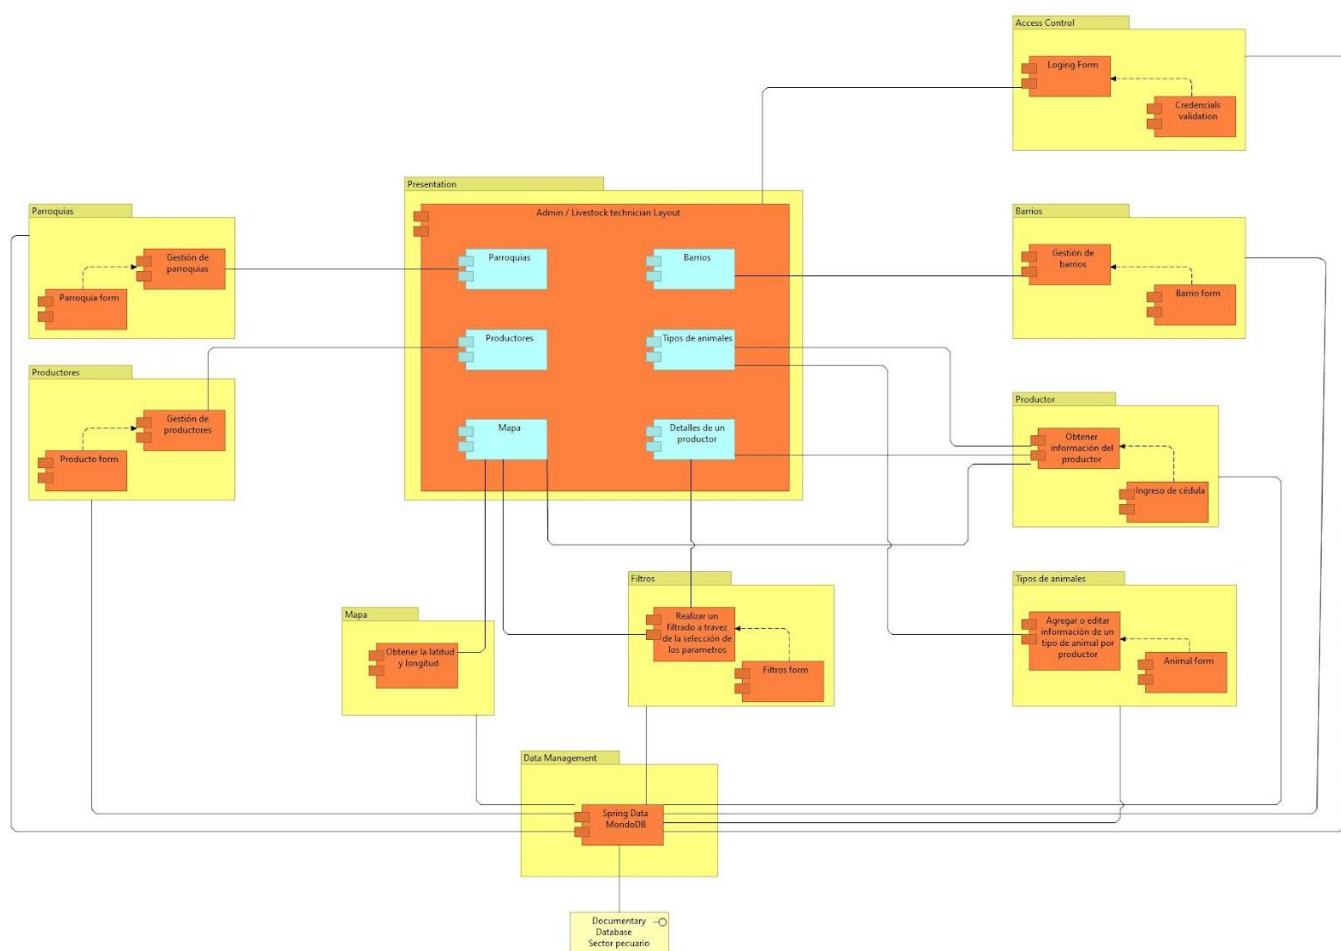 Access Control
Loging Form
Credencials
validation
Presentation
Admin / Livestock technician Layout
Parroquias
Barrios
Productores
Tipos de animales
Mapa
Detalles de un
productor
Parroquias
Gestión de
parroquias
Parroquia form
Productores
Gestión de
productores
Producto form
Barrios
Gestión de
barrios
Barrio form
Productor
Obtener
información del
productor
Ingreso de cédula
Tipos de animales
Agregar o editar
información de un
tipo de animal por
productor
Animal form
Filtros
Realizar un
filtrado a travez
de la selección de
los parametros
Filtros form
Mapa
Obtener la latitud
y longitud
Data Management
Spring Data
MondoDB
Documentary
Database
Sector pecuario